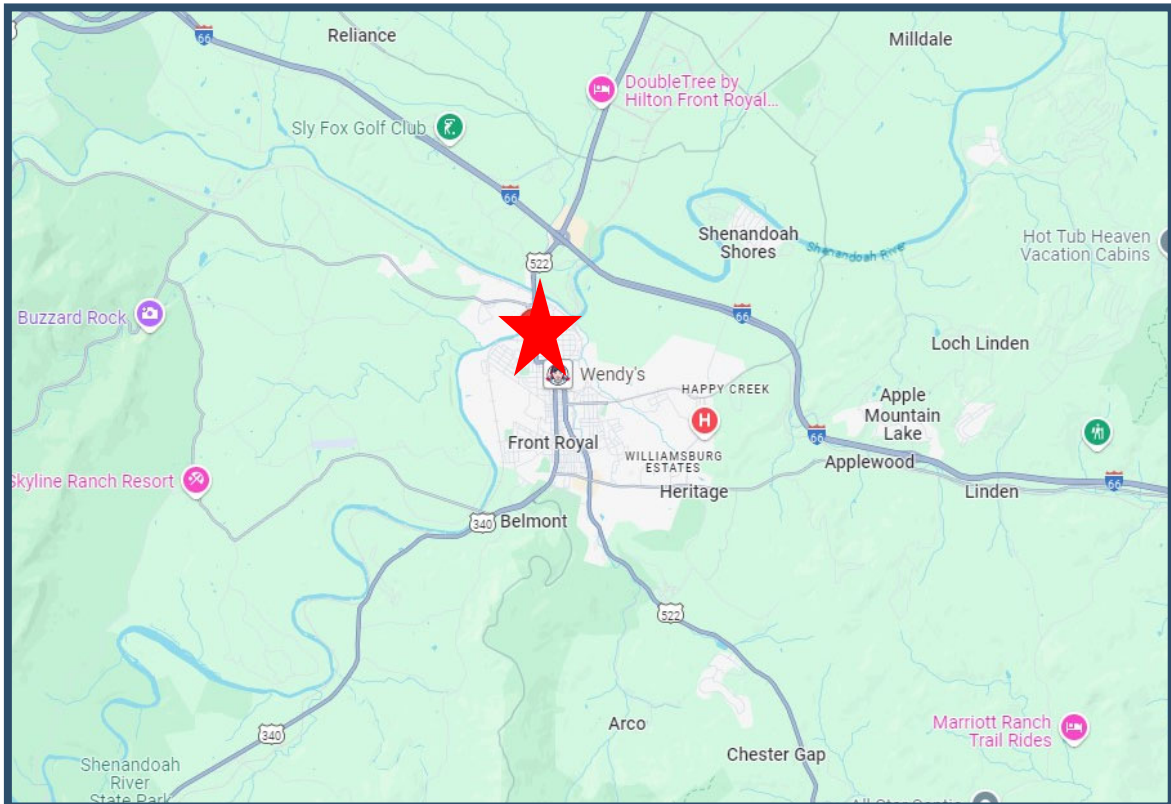 66
Reliance
Milldale
DoubleTree by
Hilton Front Royal...
Sly Fox Golf Club
66
Shenandoah
Shores
Shenandoah River
Hot Tub Heaven
Vacation Cabins
522
Buzzard Rock
66
Loch Linden
Wendy's
HAPPY CREEK
H
Apple
Mountain
Lake
66
Front Royal
WILLIAMSBURG
ESTATES
Applewood
Skyline Ranch Resort
Heritage
Linden
66
340
Belmont
522
Arco
340
Marriott Ranch
Trail Rides
Chester Gap
Shenandoah
River
State Park